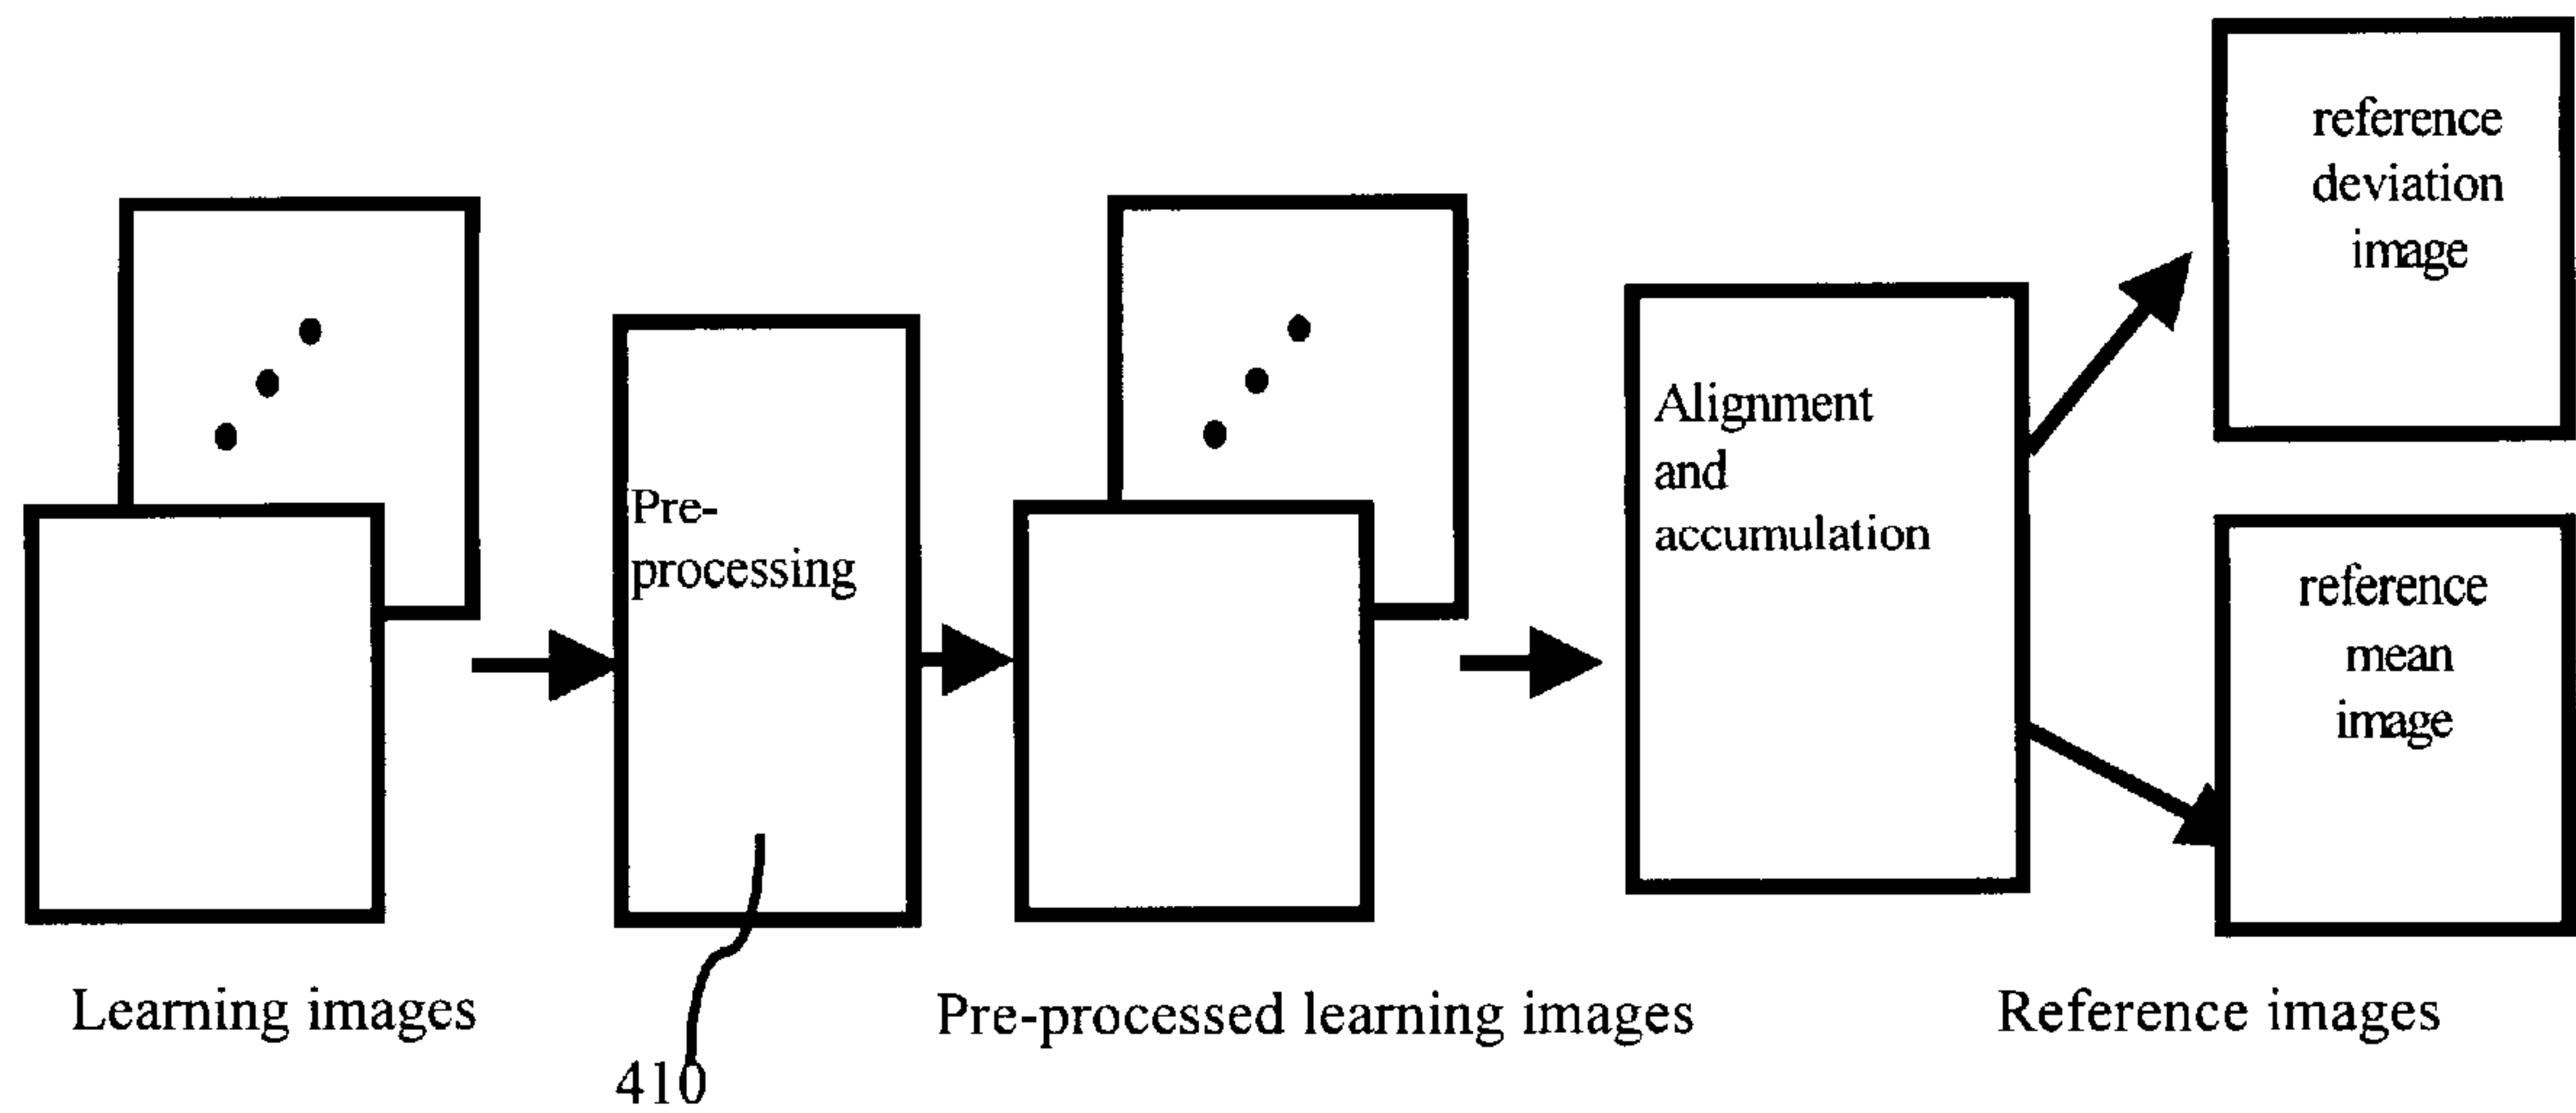 reference
deviation
image
Pre-
processing
Alignment
and
accumulation
reference
mean
image
Learning images
Pre-processed learning images
Reference images
410